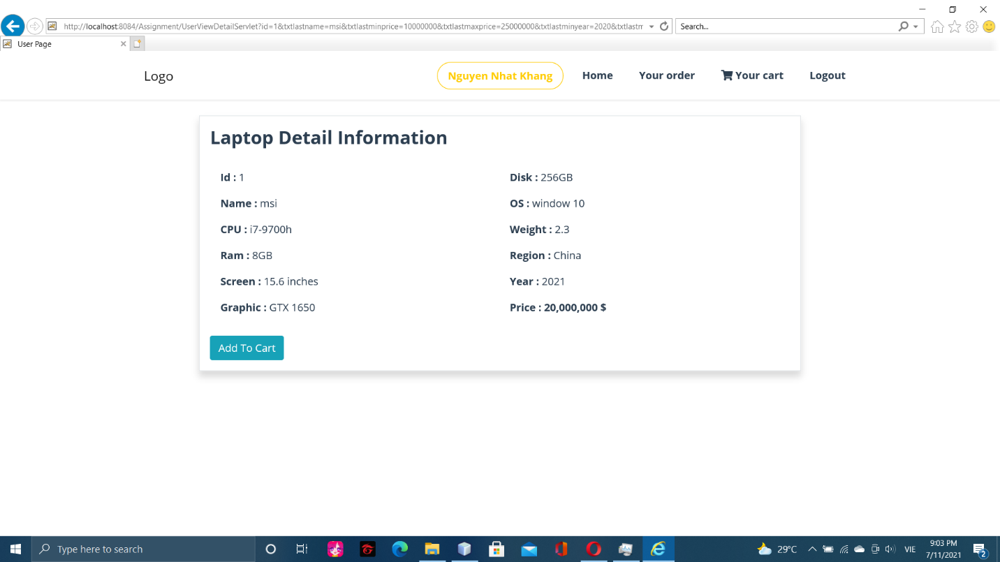 http://localhost:8084/Assignment/UserViewDetailServlet?id=1&txtlastname=msi&txtlastminprice=10000000&txtlastmaxprice=25000000&txtlastminyear=2020&txtlastm
Search...
User Page
Logo
Nguyen Nhat Khang
Home
Your order
Your cart
Logout
Laptop Detail Information
Id : 1
Name : msi
CPU : i7-9700h
Ram : 8GB
Screen : 15.6 inches
Graphic : GTX 1650
Disk : 256GB
OS : window 10
Weight : 2.3
Region : China
Year : 2021
Price : 20,000,000 $
Add To Cart
Type here to search
29°C
VIE
9:03 PM
7/11/2021
2